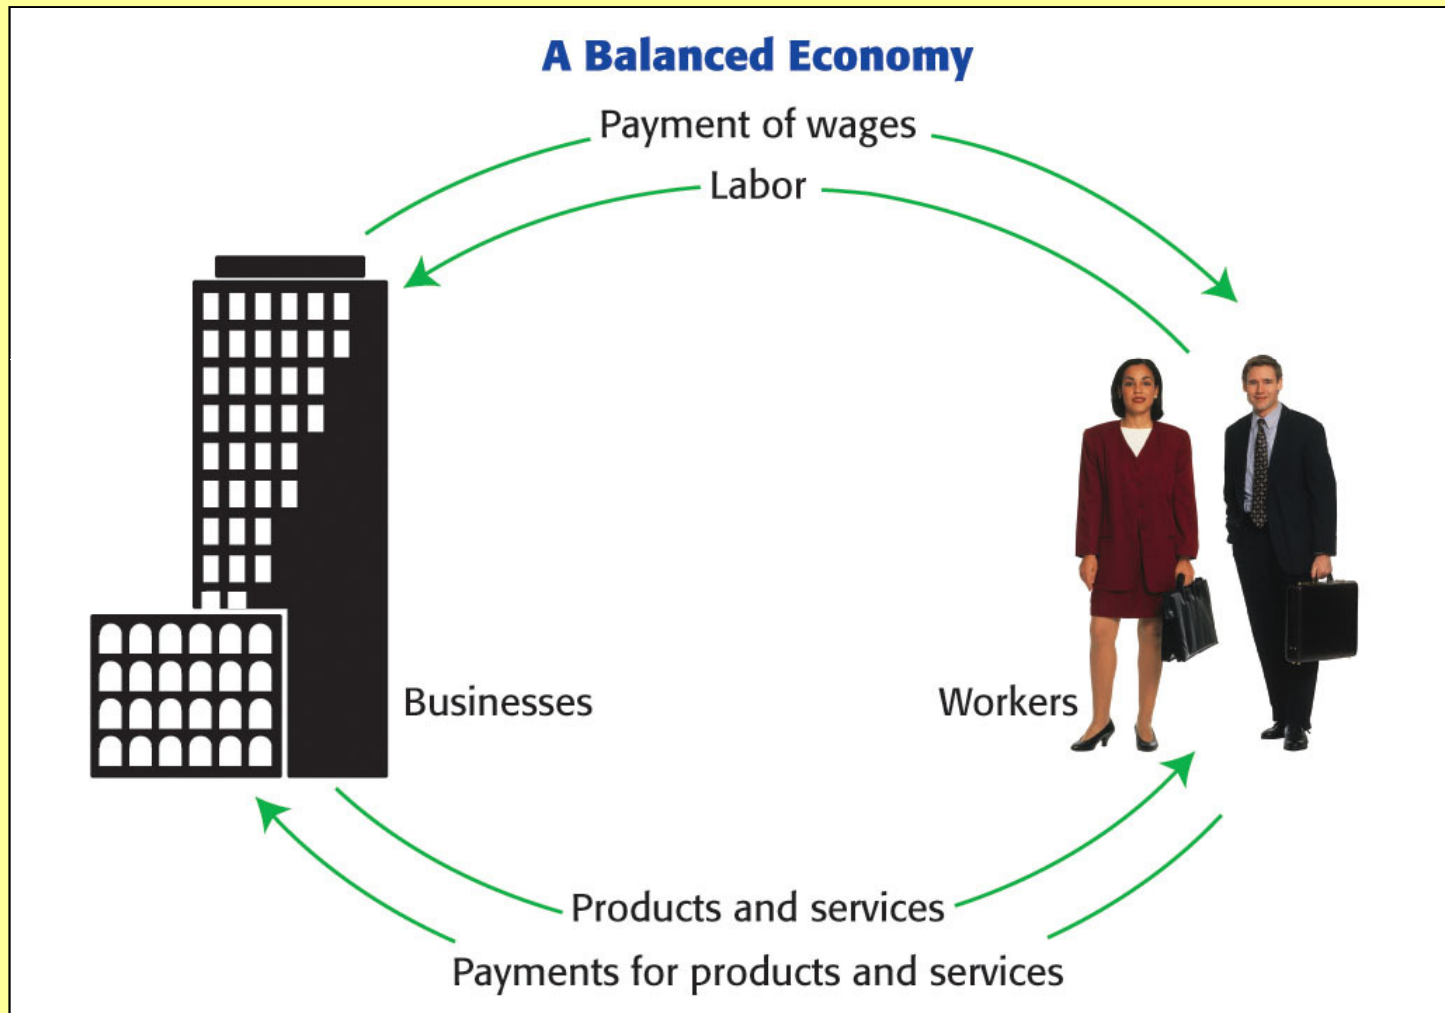 A Balanced Economy
Payment of wages
Labor
Businesses
Workers
Products and services
Payments for products and services